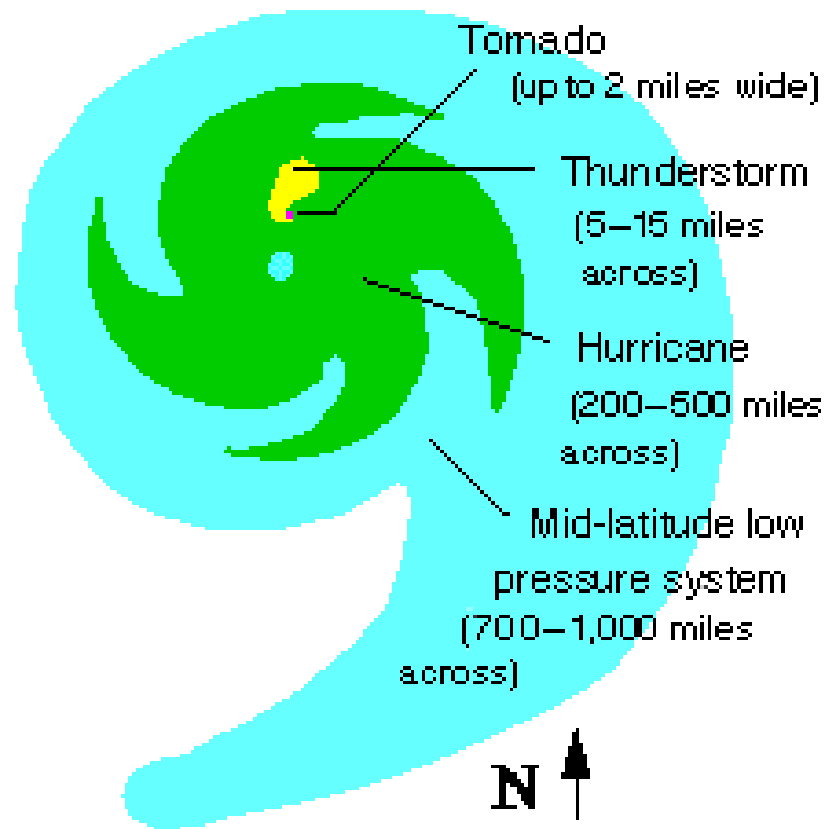 Tornado
(up to 2 miles wide)
Thunderstorm
(5–15 miles
across)
Hurricane
(200–500 miles
across)
Mid-latitude low
pressure system
(700–1,000 miles
across)
N